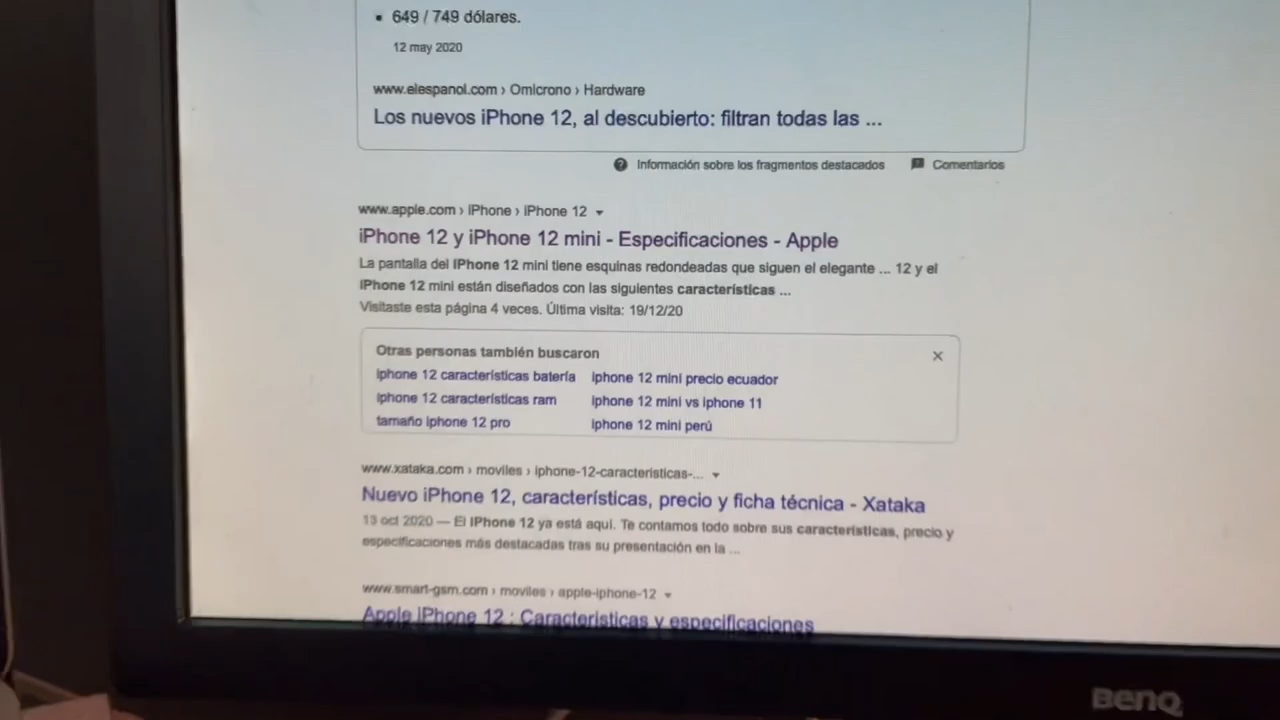 649 / 749 dólares.
12 may 2020
www.elespanol.com › Omicrono › Hardware
Los nuevos iPhone 12, al descubierto: filtran todas las ...
Información sobre los fragmentos destacados Comentarios
www.apple.com › iPhone › iPhone 12
iPhone 12 y iPhone 12 mini - Especificaciones - Apple
La pantalla del iPhone 12 mini tiene esquinas redondeadas que siguen el elegante ... 12 y el
iPhone 12 mini están diseñados con las siguientes características ...
Visitaste esta página 4 veces. Última visita: 19/12/20
Otras personas también buscaron
iphone 12 características batería iphone 12 mini precio ecuador
iphone 12 características ram iphone 12 mini vs iphone 11
tamaño iphone 12 pro iphone 12 mini perú
www.xataka.com › moviles › iphone-12-caracteristicas-...
Nuevo iPhone 12, características, precio y ficha técnica - Xataka
13 oct 2020 — El iPhone 12 ya está aquí. Te contamos todo sobre sus características, precio y
especificaciones más destacadas tras su presentación en la ...
www.smart-gsm.com › moviles › apple-iphone-12
Apple iPhone 12 : Características y especificaciones
BenQ